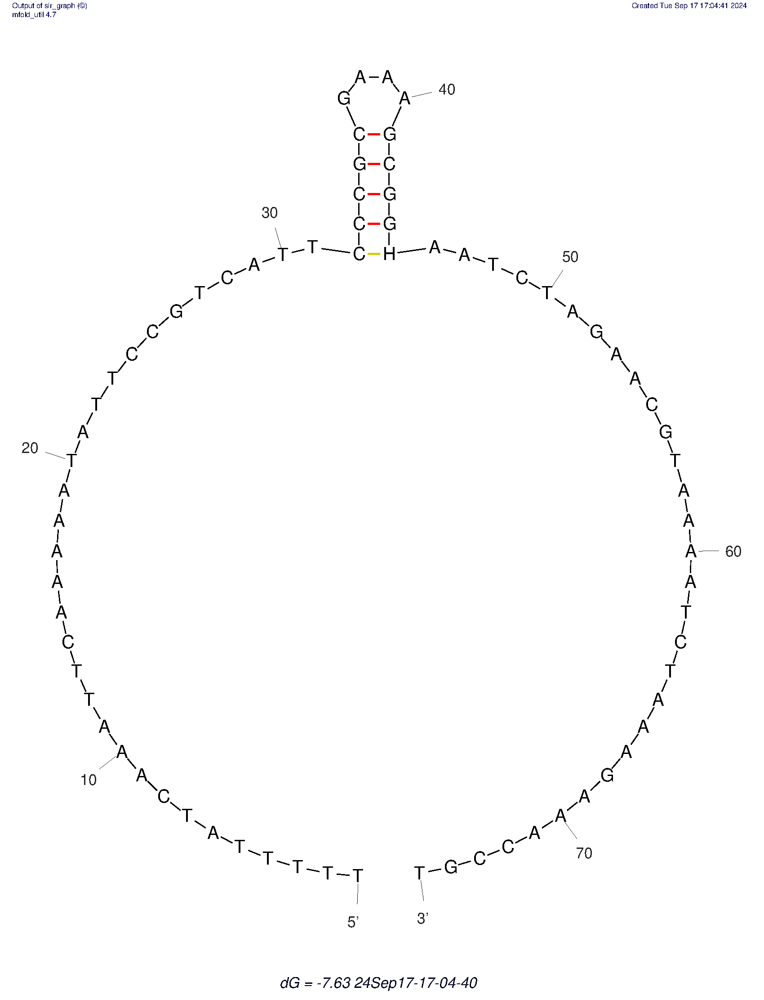 Output of sir_graph (©)
mfold_util 4.7
Created Tue Sep 17 17:04:41 2024
A A
G A 40
C G
G C
C G
30 C G
T T C H A A
C A T C 50
G T T A
C G
C A
T A
T C
A G
20 T T
A A
A A
A A 60
A A
A T
C C
T T
T A
A A
A A
10 A G
C A
T A
A A 70
T C
T C
T G
T T T
5’ 3’
dG = -7.63 24Sep17-17-04-40